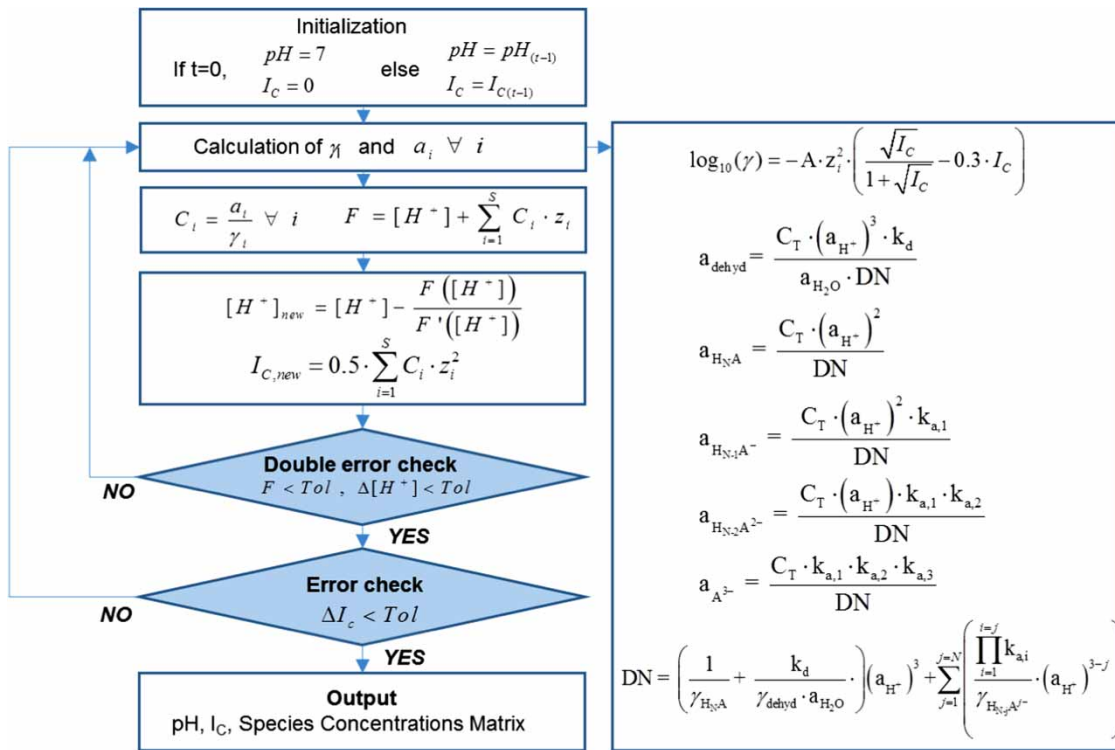 Initialization
If t=0, pH = 7 else pH = pH_(t−1)
I_C = 0 I_C = I_C(t−1)
Calculation of γ_i and a_i ∀ i
C_i = a_i / γ_i ∀ i F = [H⁺] + ∑_{i=1}^{S} C_i · z_i
[H⁺]_new = [H⁺] − F([H⁺]) / F'([H⁺])
I_C,new = 0.5 · ∑_{i=1}^{S} C_i · z_i²
Double error check
F < Tol , Δ[H⁺] < Tol
NO
YES
Error check
ΔI_c < Tol
NO
YES
Output
pH, I_C, Species Concentrations Matrix
log₁₀(γ) = −A · z_i² · ( √I_C / (1 + √I_C) − 0.3 · I_C )
a_dehyd = C_T · (a_H⁺)³ · k_d / (a_H₂O · DN)
a_H_NA = C_T · (a_H⁺)² / DN
a_H_N-1A⁻ = C_T · (a_H⁺)² · k_a,1 / DN
a_H_N-2A²⁻ = C_T · (a_H⁺) · k_a,1 · k_a,2 / DN
a_A³⁻ = C_T · k_a,1 · k_a,2 · k_a,3 / DN
DN = ( 1 / γ_H_NA + k_d / (γ_dehyd · a_H₂O) · ) (a_H⁺)³ + ∑_{j=1}^{j=N} ( ∏_{i=1}^{i=j} k_a,i / γ_H_N-jA^j− · (a_H⁺)^{3−j} )